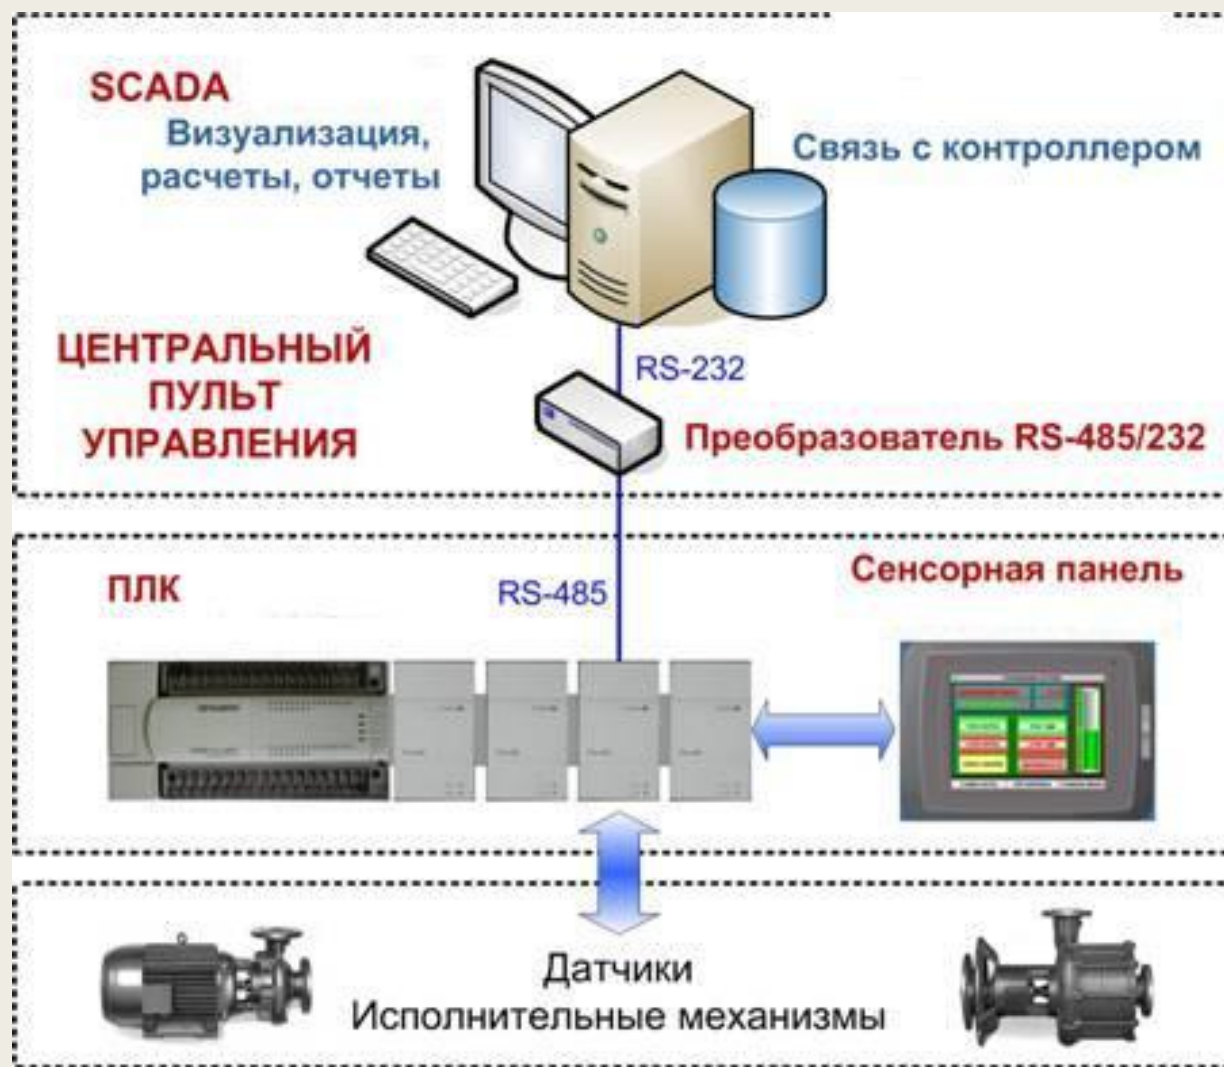 SCADA
Визуализация,
расчеты, отчеты
Связь с контроллером
ЦЕНТРАЛЬНЫЙ
ПУЛЬТ
УПРАВЛЕНИЯ
RS-232
Преобразователь RS-485/232
ПЛК
RS-485
Сенсорная панель
Датчики
Исполнительные механизмы